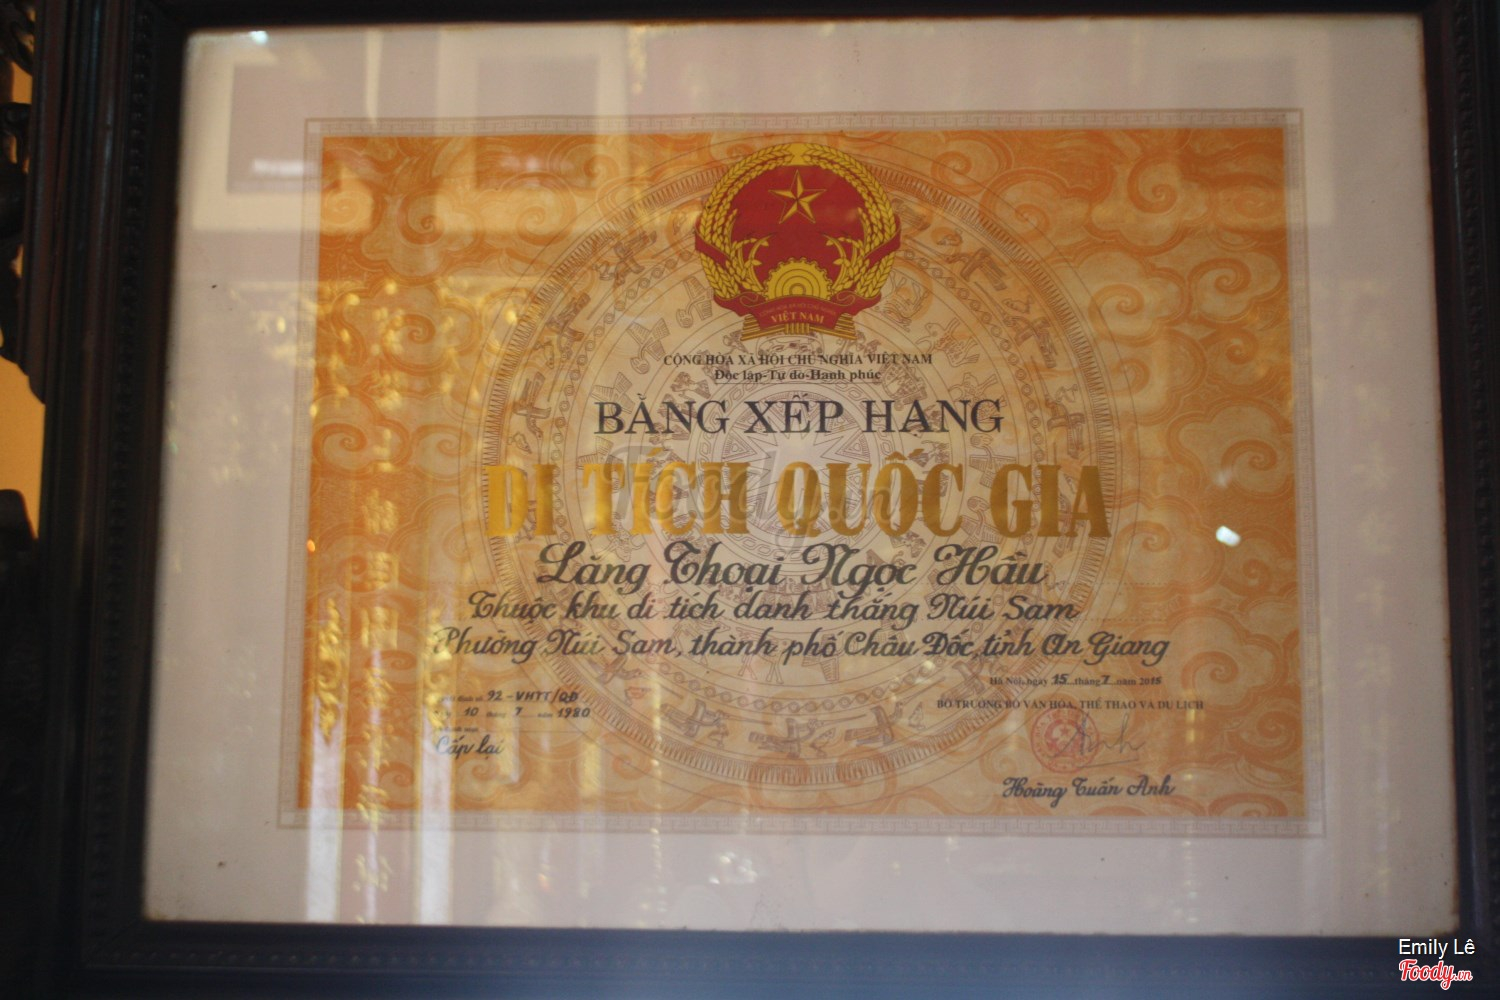 VIỆT NAM
CỘNG HÒA XÃ HỘI CHỦ NGHĨA VIỆT NAM
Độc lập-Tự do-Hạnh phúc
BẰNG XẾP HẠNG
DI TÍCH QUỐC GIA
Lăng Thoại Ngọc Hầu
Thuộc khu di tích danh thắng Núi Sam
Phường Núi Sam, thành phố Châu Đốc, tỉnh An Giang
Hà Nội, ngày 15 tháng 7 năm 2015
BỘ TRƯỞNG BỘ VĂN HÓA, THỂ THAO VÀ DU LỊCH
92-VHTT/QĐ
10 tháng 7 năm 1980
Cấp lại
Hoàng Tuấn Anh
Emily Lê
Foody.vn